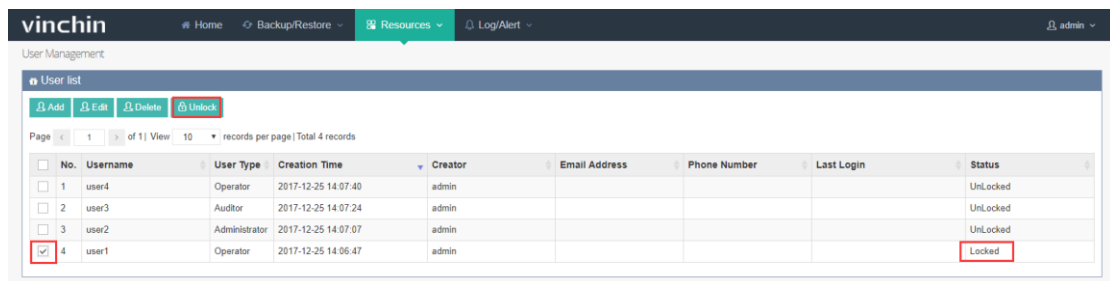 vinchin Home Backup/Restore Resources Log/Alert admin
User Management
User list
Add Edit Delete Unlock
Page 1 of 1| View 10 records per page|Total 4 records
No. Username User Type Creation Time Creator Email Address Phone Number Last Login Status
1 user4 Operator 2017-12-25 14:07:40 admin UnLocked
2 user3 Auditor 2017-12-25 14:07:24 admin UnLocked
3 user2 Administrator 2017-12-25 14:07:07 admin UnLocked
4 user1 Operator 2017-12-25 14:06:47 admin Locked